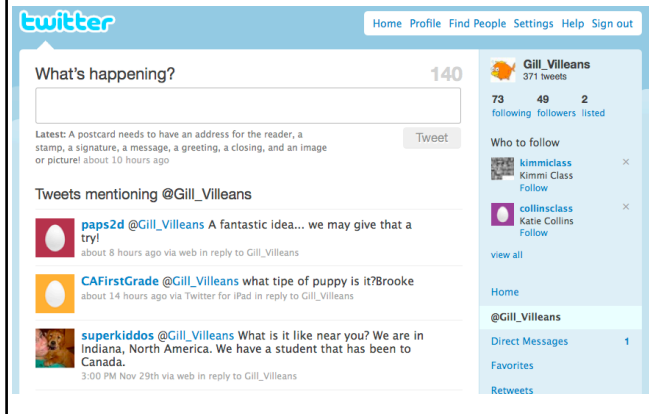 twitter
Home Profile Find People Settings Help Sign out
What's happening?
140
Latest: A postcard needs to have an address for the reader, a
stamp, a signature, a message, a greeting, a closing, and an image
or picture! about 10 hours ago
Tweet
Tweets mentioning @Gill_Villeans
paps2d @Gill_Villeans A fantastic idea... we may give that a
try!
about 8 hours ago via web in reply to Gill_Villeans
CAFirstGrade @Gill_Villeans what tipe of puppy is it?Brooke
about 14 hours ago via Twitter for iPad in reply to Gill_Villeans
superkiddos @Gill_Villeans What is it like near you? We are in
Indiana, North America. We have a student that has been to
Canada.
3:00 PM Nov 29th via web in reply to Gill_Villeans
Gill_Villeans
371 tweets
73 49 2
following followers listed
Who to follow
kimmiclass ×
Kimmi Class
Follow
collinsclass ×
Katie Collins
Follow
view all
Home
@Gill_Villeans
Direct Messages 1
Favorites
Retweets